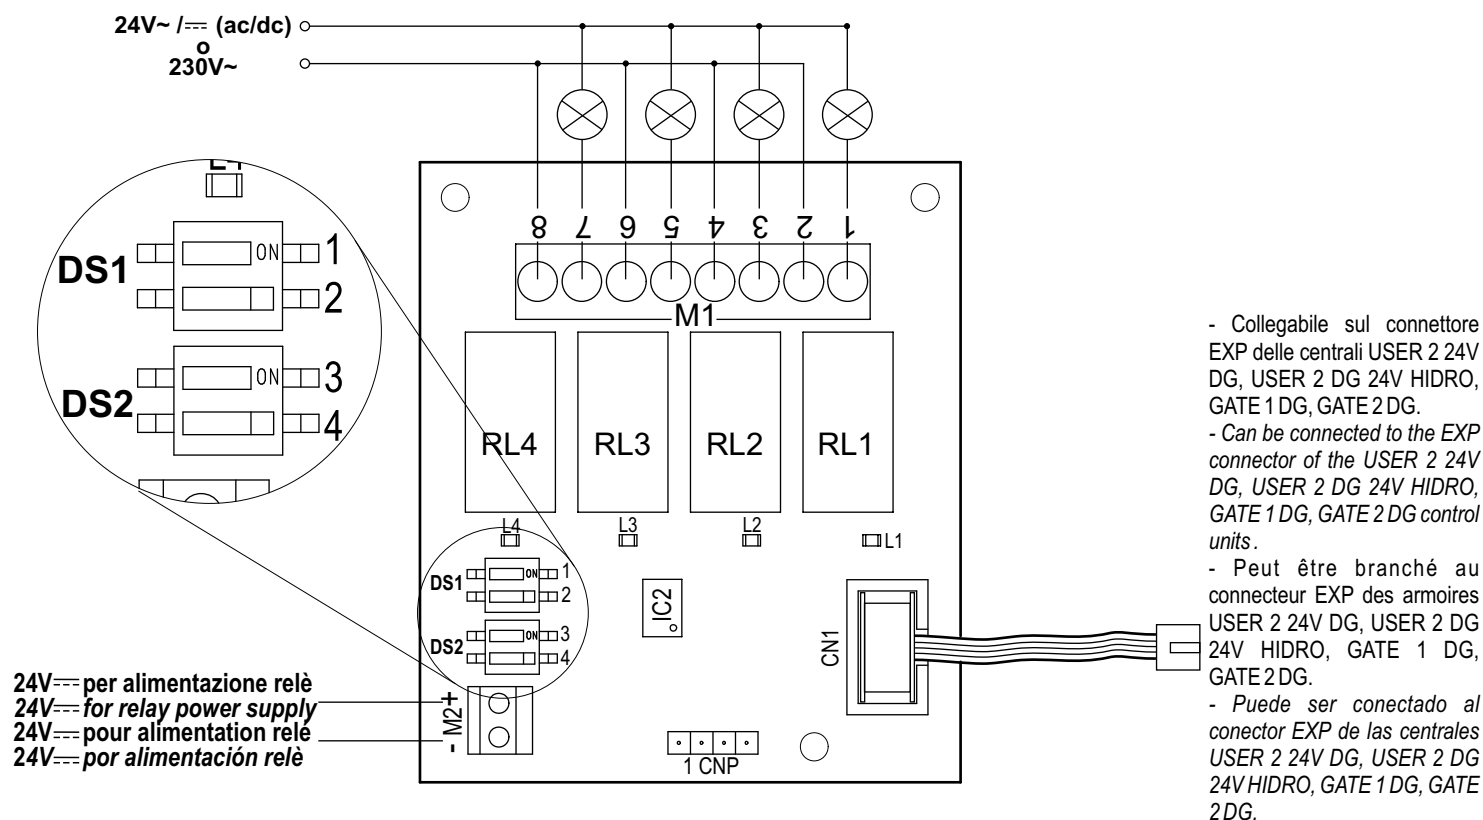 24V~ /⎓ (ac/dc)
o
230V~
L4
DS1
ON
1
2
DS2
ON
3
4
8 7 6 5 4 3 2 1
M1
RL4 RL3 RL2 RL1
L4 L3 L2 L1
DS1
ON
1
2
DS2
ON
3
4
IC2
CN1
+
M2
-
1 CNP
24V⎓ per alimentazione relè
24V⎓ for relay power supply
24V⎓ pour alimentation relè
24V⎓ por alimentación relè
- Collegabile sul connettore
EXP delle centrali USER 2 24V
DG, USER 2 DG 24V HIDRO,
GATE 1 DG, GATE 2 DG.
- Can be connected to the EXP
connector of the USER 2 24V
DG, USER 2 DG 24V HIDRO,
GATE 1 DG, GATE 2 DG control
units.
- Peut être branché au
connecteur EXP des armoires
USER 2 24V DG, USER 2 DG
24V HIDRO, GATE 1 DG,
GATE 2 DG.
- Puede ser conectado al
conector EXP de las centrales
USER 2 24V DG, USER 2 DG
24V HIDRO, GATE 1 DG, GATE
2 DG.